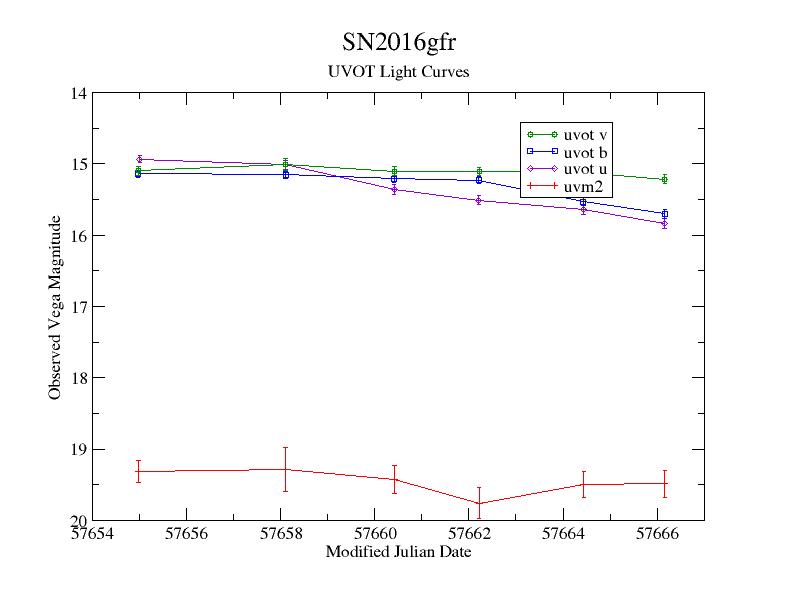 SN2016gfr
UVOT Light Curves
uvot v
uvot b
uvot u
uvm2
Observed Vega Magnitude
14
15
16
17
18
19
20
57654 57656 57658 57660 57662 57664 57666
Modified Julian Date